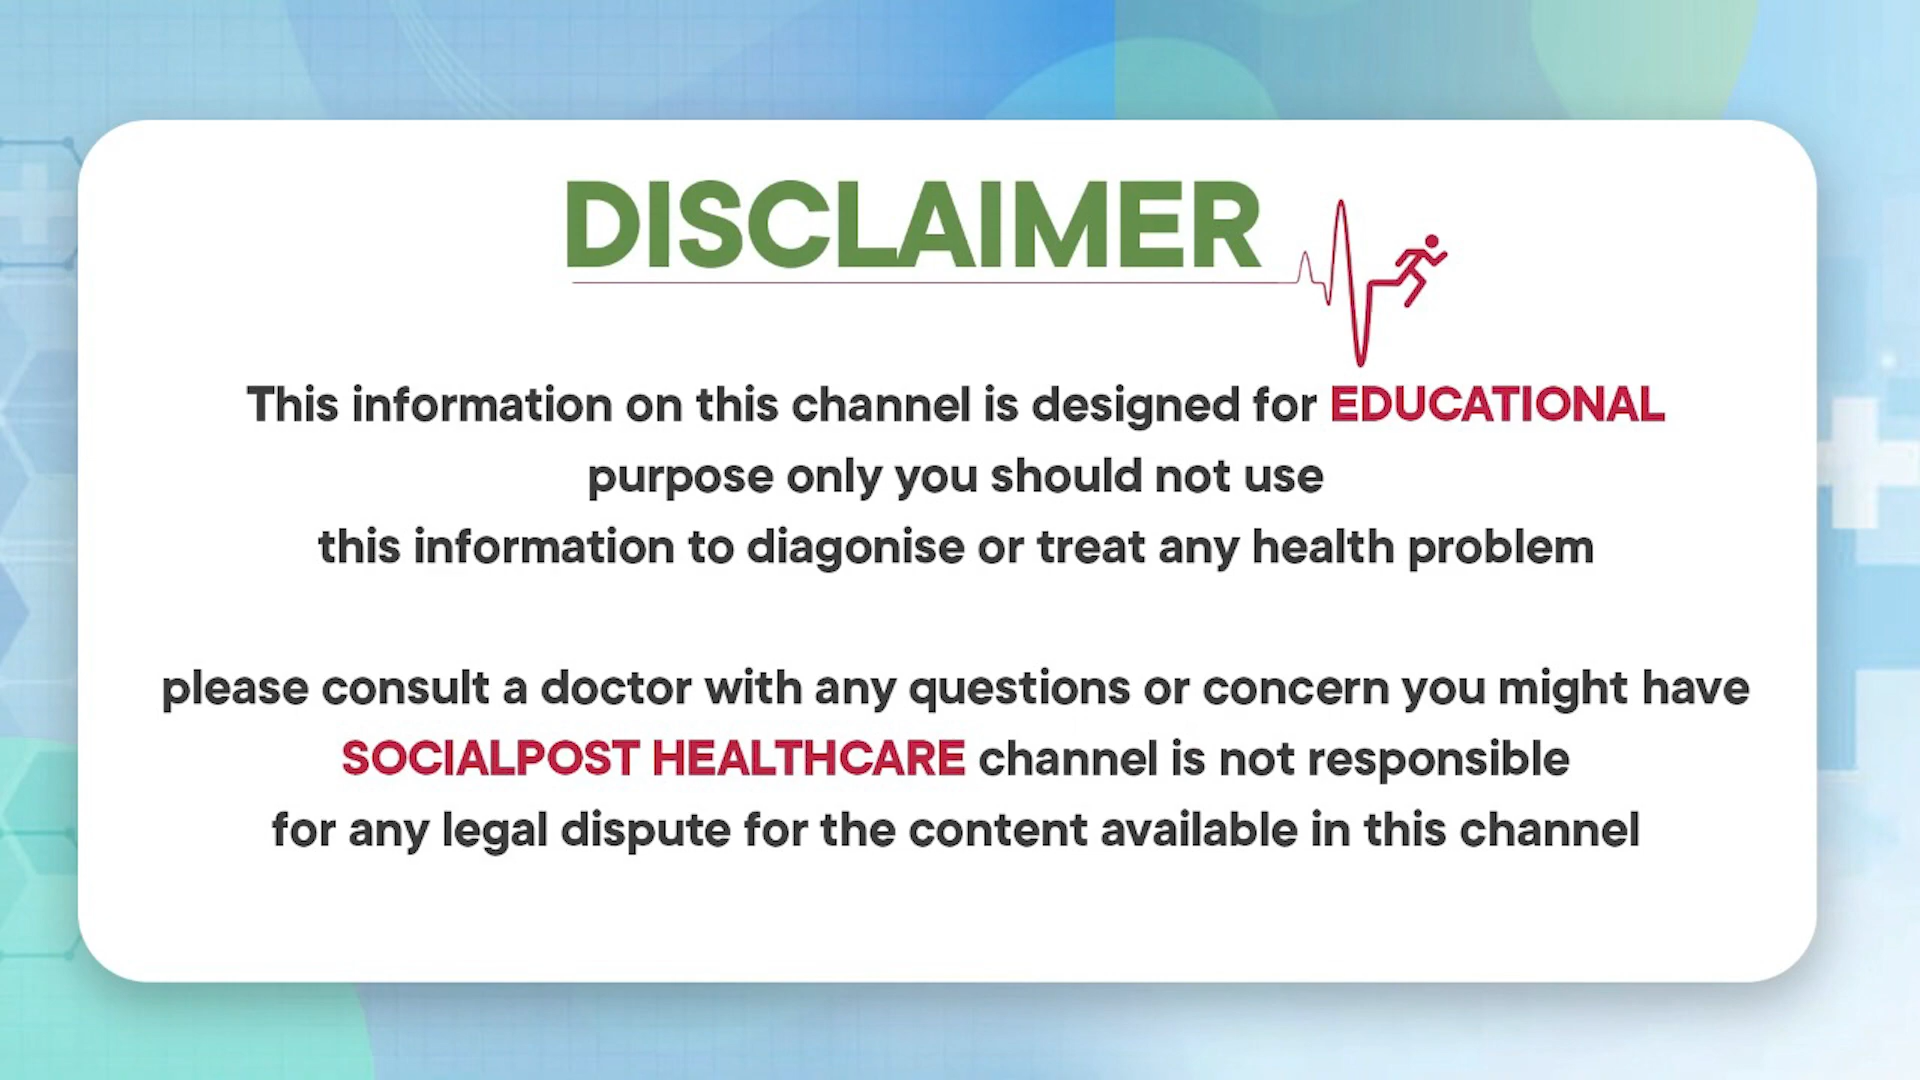 DISCLAIMER
This information on this channel is designed for EDUCATIONAL
purpose only you should not use
this information to diagonise or treat any health problem
please consult a doctor with any questions or concern you might have
SOCIALPOST HEALTHCARE channel is not responsible
for any legal dispute for the content available in this channel